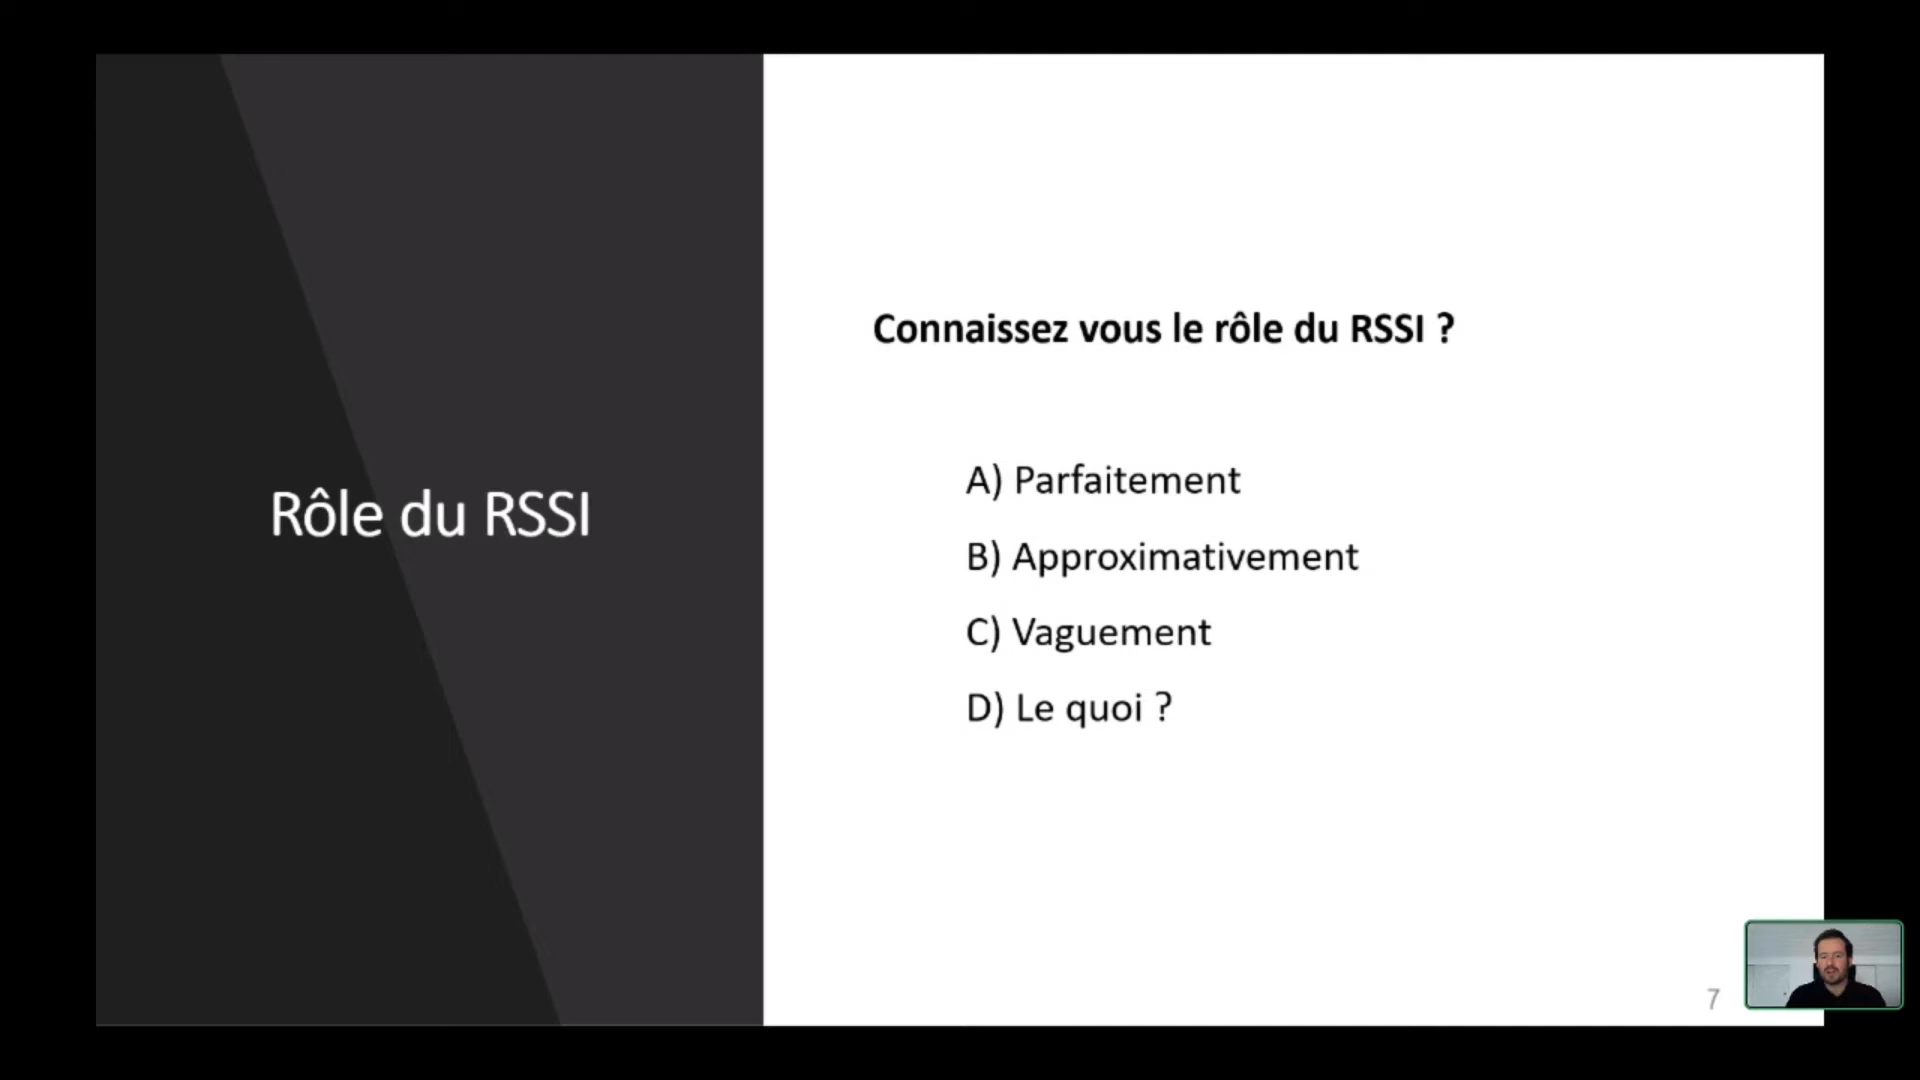 Rôle du RSSI
Connaissez vous le rôle du RSSI ?
A) Parfaitement
B) Approximativement
C) Vaguement
D) Le quoi ?
7